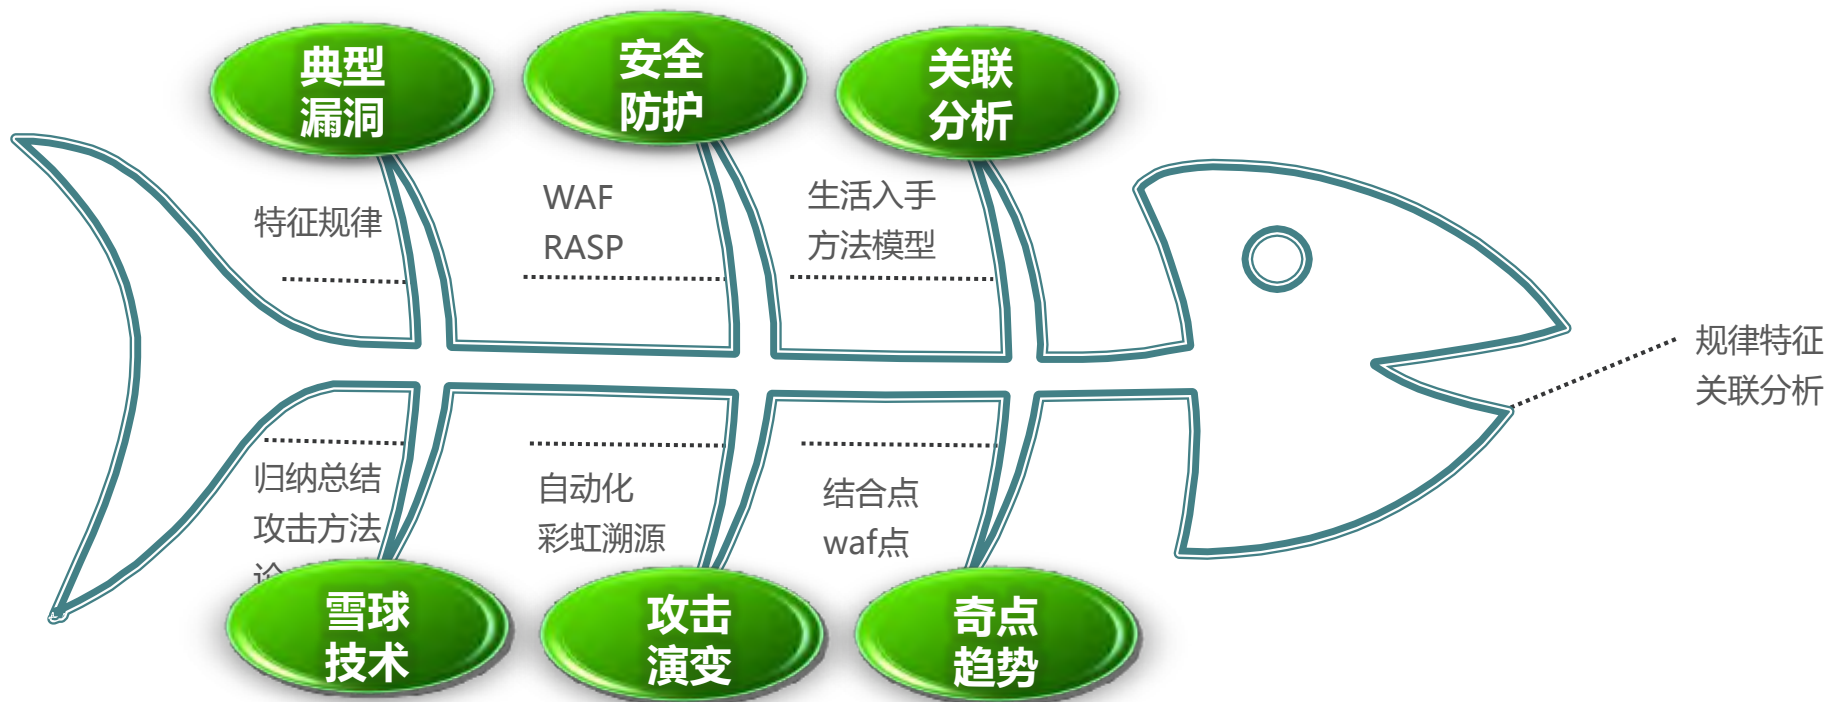 典型
漏洞
安全
防护
关联
分析
特征规律
WAF
RASP
生活入手
方法模型
规律特征
关联分析
归纳总结
攻击方法
论
自动化
彩虹溯源
结合点
waf点
雪球
技术
攻击
演变
奇点
趋势